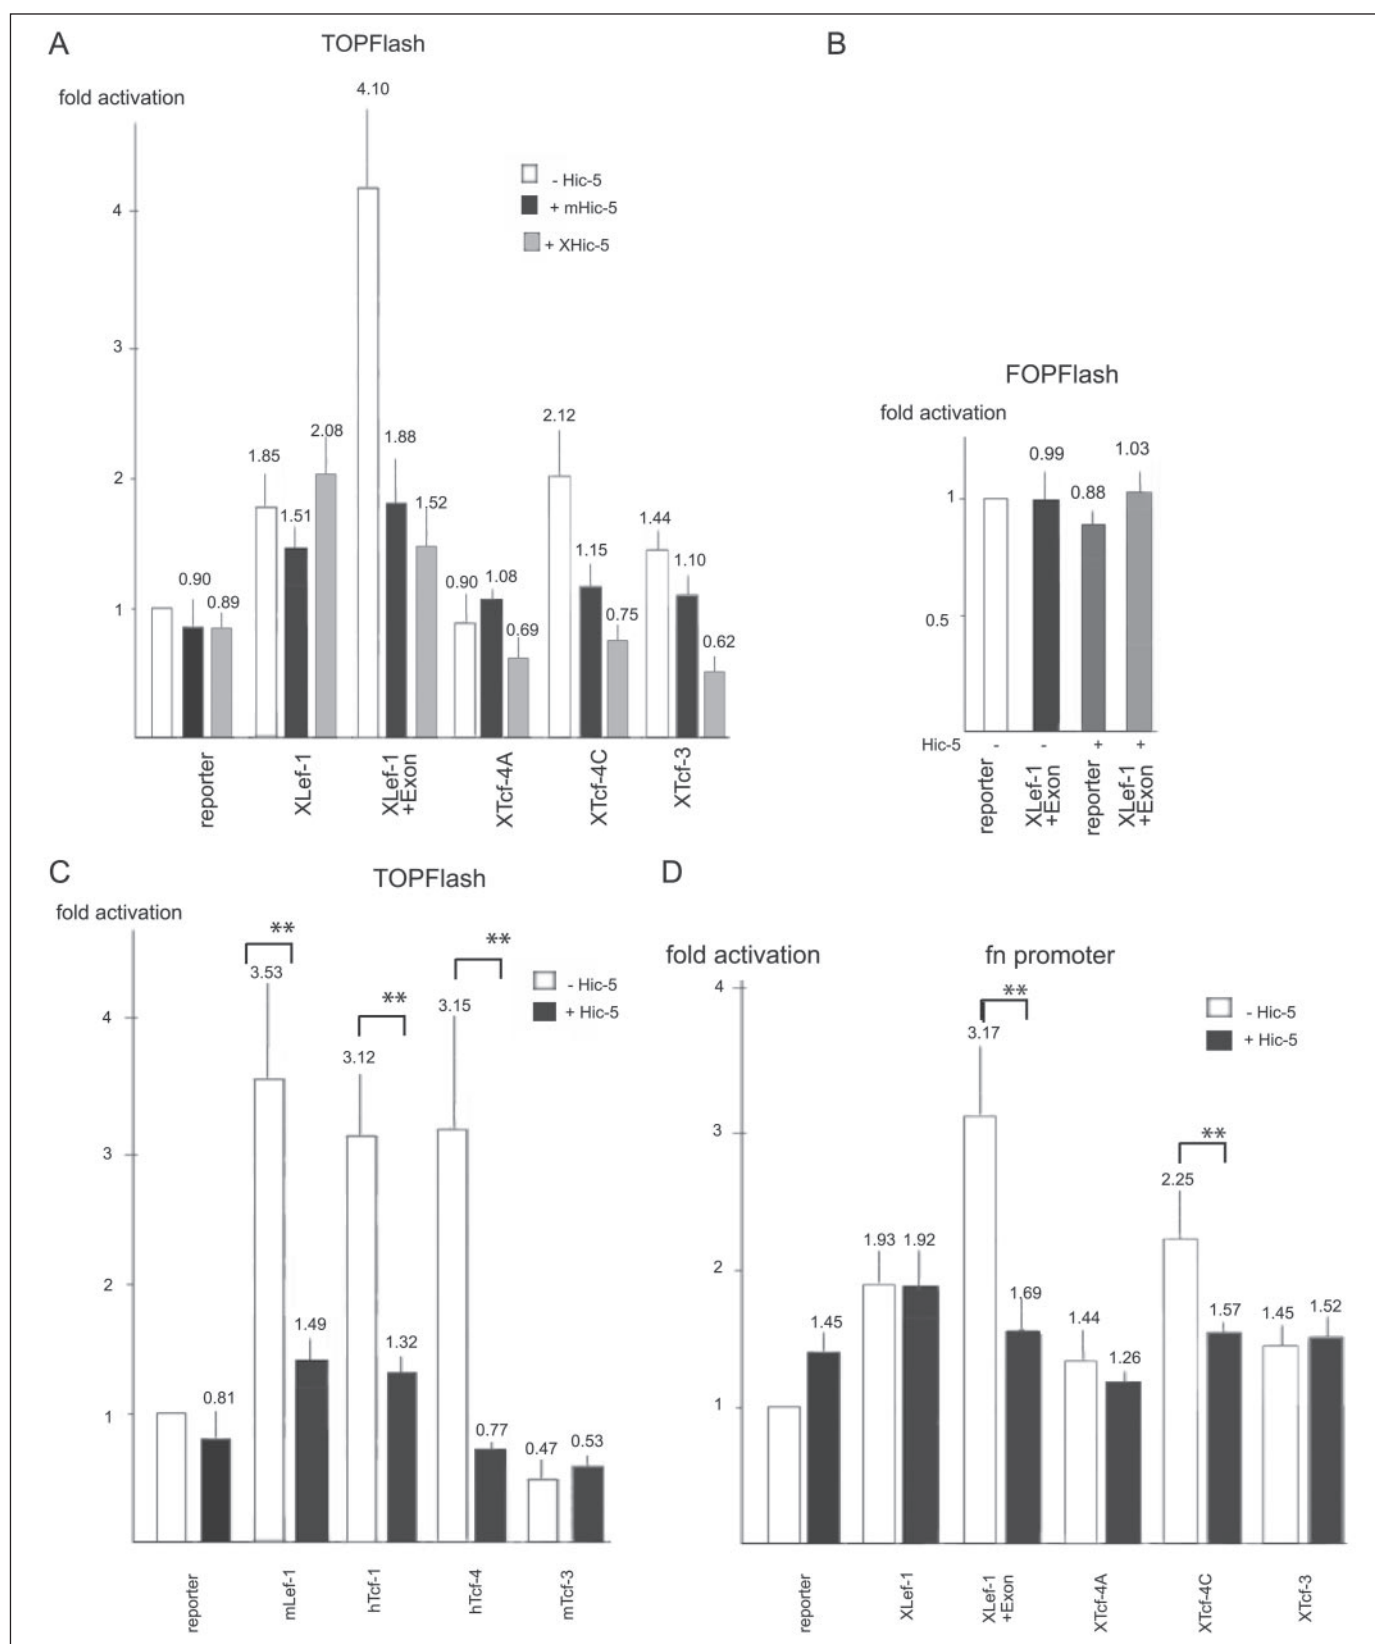 A
TOPFlash
fold activation
4.10
- Hic-5
+ mHic-5
+ XHic-5
4
3
2
1
0.90
0.89
1.85
1.51
2.08
1.88
1.52
0.90
1.08
0.69
2.12
1.15
0.75
1.44
1.10
0.62
reporter
XLef-1
XLef-1
+Exon
XTcf-4A
XTcf-4C
XTcf-3
B
FOPFlash
fold activation
1
0.5
0.99
0.88
1.03
Hic-5 - - + +
reporter
XLef-1
+Exon
reporter
XLef-1
+Exon
C
TOPFlash
fold activation
- Hic-5
+ Hic-5
4
3
2
1
0.81
**
3.53
1.49
**
3.12
1.32
**
3.15
0.77
0.47
0.53
reporter
mLef-1
hTcf-1
hTcf-4
mTcf-3
D
fold activation
fn promoter
- Hic-5
+ Hic-5
4
3
2
1
1.45
1.93
1.92
**
3.17
1.69
1.44
1.26
**
2.25
1.57
1.45
1.52
reporter
XLef-1
XLef-1
+Exon
XTcf-4A
XTcf-4C
XTcf-3